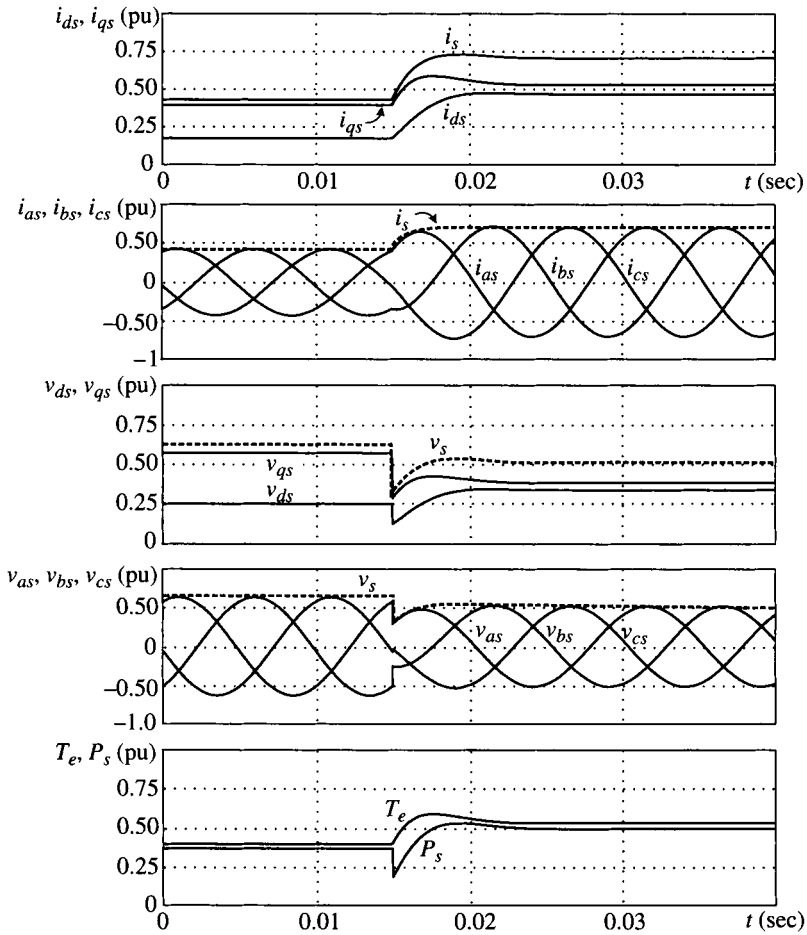 i_ds, i_qs (pu)
0.75
i_s
0.50
i_qs
i_ds
0.25
0
0 0.01 0.02 0.03 t (sec)
i_as, i_bs, i_cs (pu)
i_s
0.50
i_as i_bs i_cs
0
−0.50
−1
v_ds, v_qs (pu)
0.75
v_s
0.50
v_qs
v_ds
0.25
0
v_as, v_bs, v_cs (pu)
v_s
0.50
v_as v_bs v_cs
0
−0.50
−1.0
T_e, P_s (pu)
0.75
T_e
0.50
P_s
0.25
0
0 0.01 0.02 0.03 t (sec)